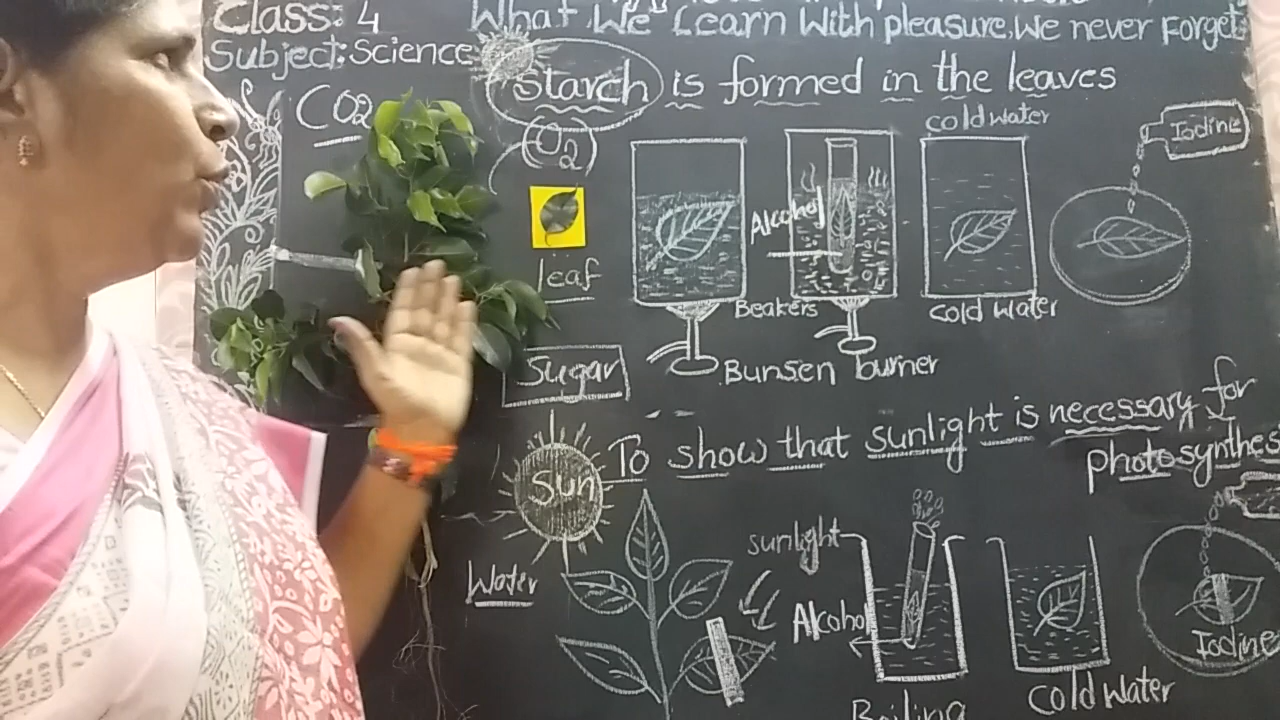 Class: 4
What We Learn With pleasure, We never Forget
Subject: Science
Starch is formed in the leaves
CO2
(O2)
cold water
Iodine
Alcohol
leaf
Beakers
cold water
Sugar
Bunsen burner
To show that sunlight is necessary for
photosynthes
Sun
sunlight
Water
Alcohol
Iodine
Boiling
cold water